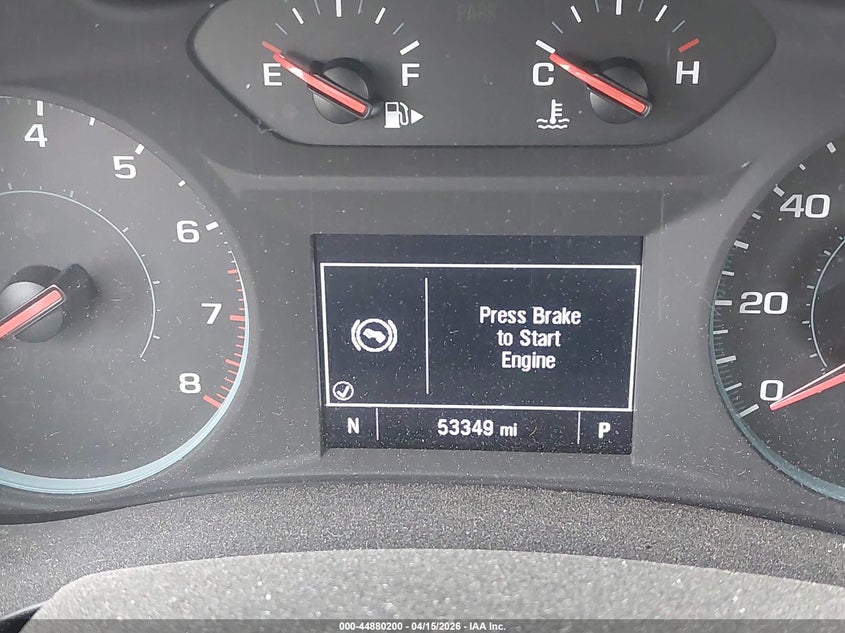 PARK
E
F
C
H
4
5
6
7
8
40
20
0
Press Brake
to Start
Engine
N
53349 mi
P
000-44880200 - 04/15/2026 - IAA Inc.